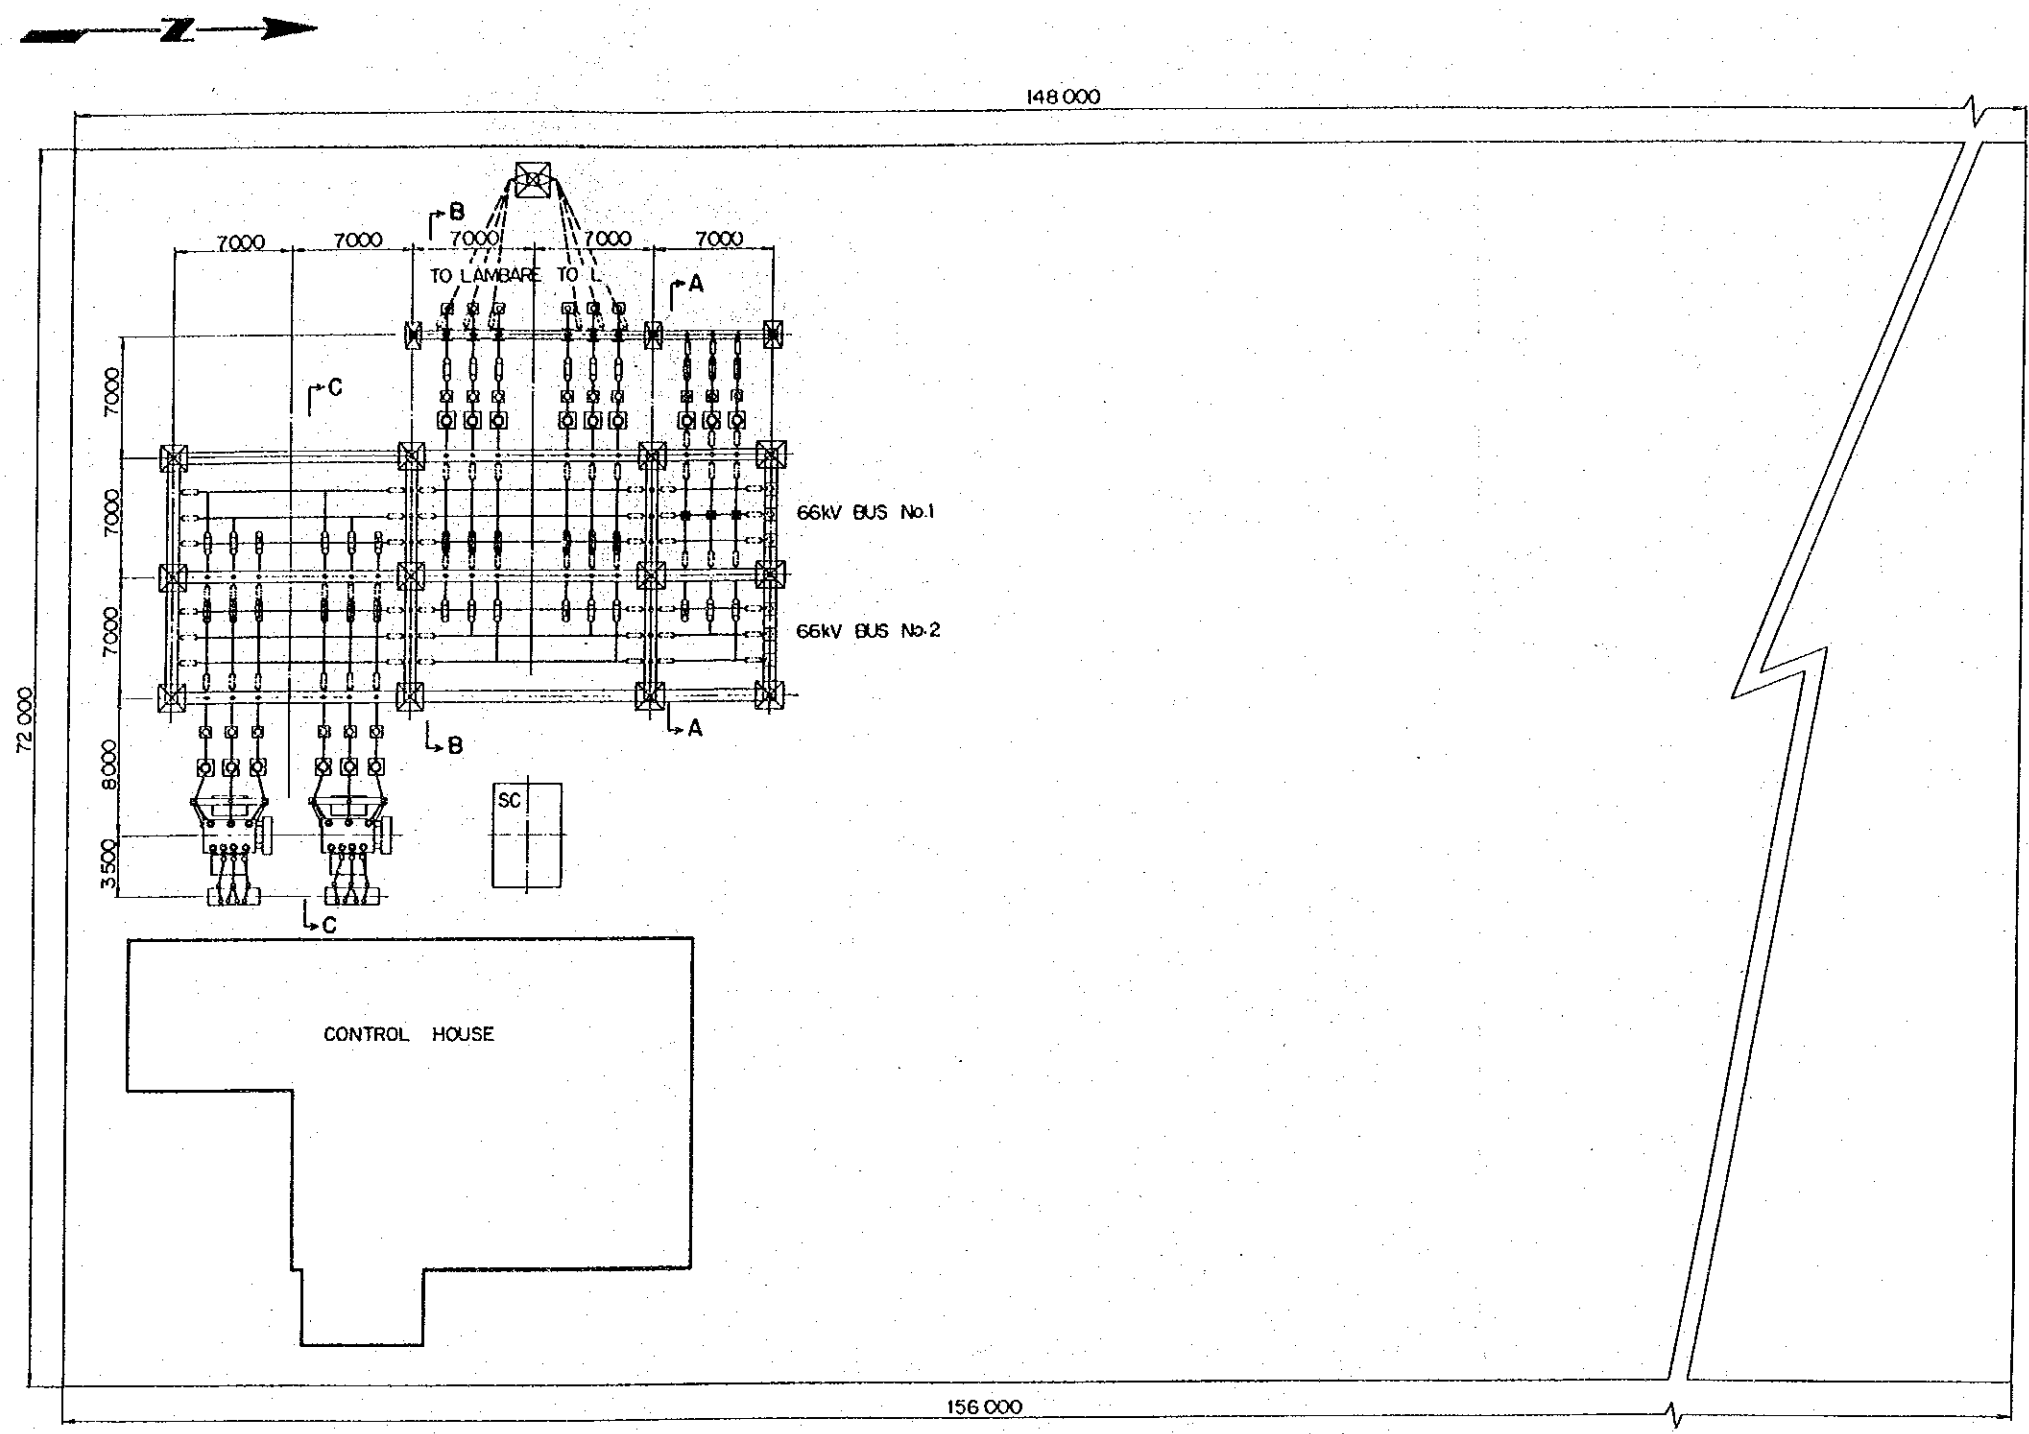 N
148 000
B
7000 7000 7000 7000 7000
TO LAMBARE TO L
A
C
7000
7000
66kV BUS No.1
7000
66kV BUS No.2
72 000
A
B
8000
SC
3500
C
CONTROL HOUSE
156 000